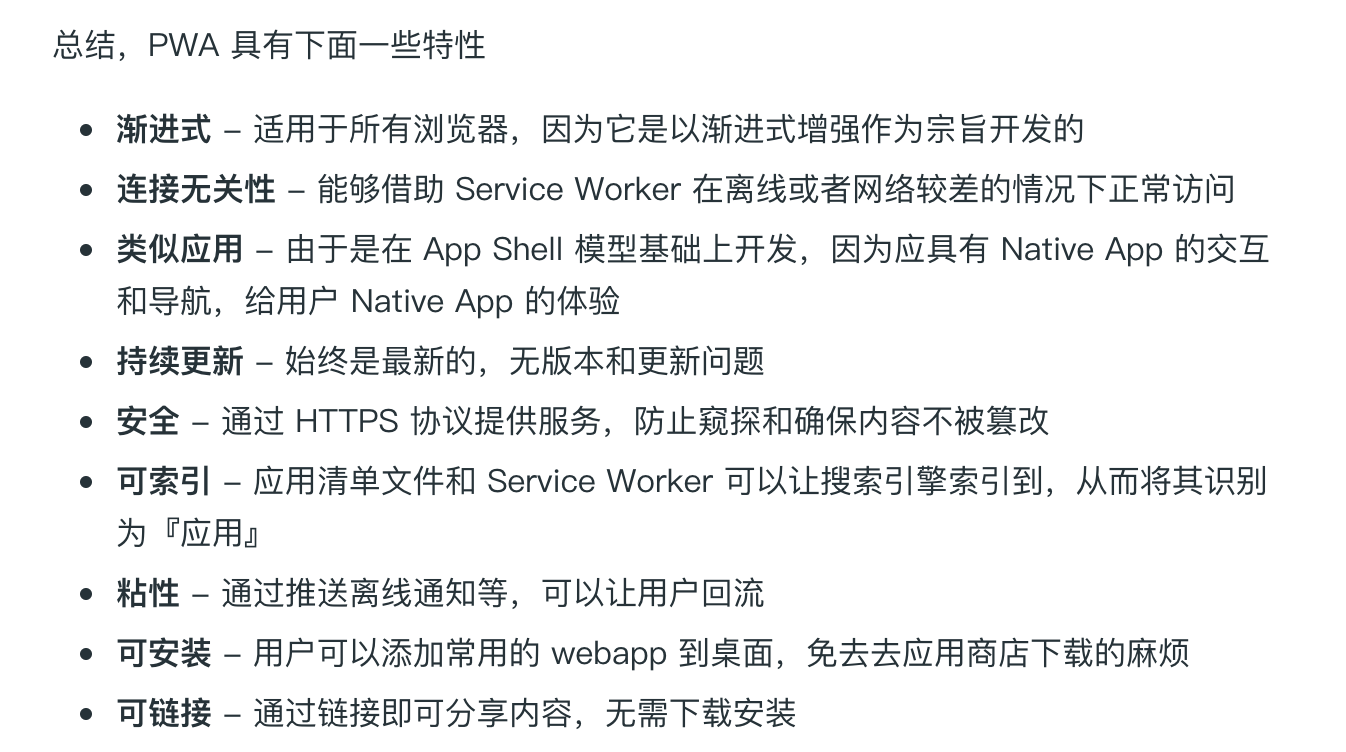 总结，PWA 具有下面一些特性
• 渐进式 – 适用于所有浏览器，因为它是以渐进式增强作为宗旨开发的
• 连接无关性 – 能够借助 Service Worker 在离线或者网络较差的情况下正常访问
• 类似应用 – 由于是在 App Shell 模型基础上开发，因为应具有 Native App 的交互
和导航，给用户 Native App 的体验
• 持续更新 – 始终是最新的，无版本和更新问题
• 安全 – 通过 HTTPS 协议提供服务，防止窥探和确保内容不被篡改
• 可索引 – 应用清单文件和 Service Worker 可以让搜索引擎索引到，从而将其识别
为『应用』
• 粘性 – 通过推送离线通知等，可以让用户回流
• 可安装 – 用户可以添加常用的 webapp 到桌面，免去去应用商店下载的麻烦
• 可链接 – 通过链接即可分享内容，无需下载安装